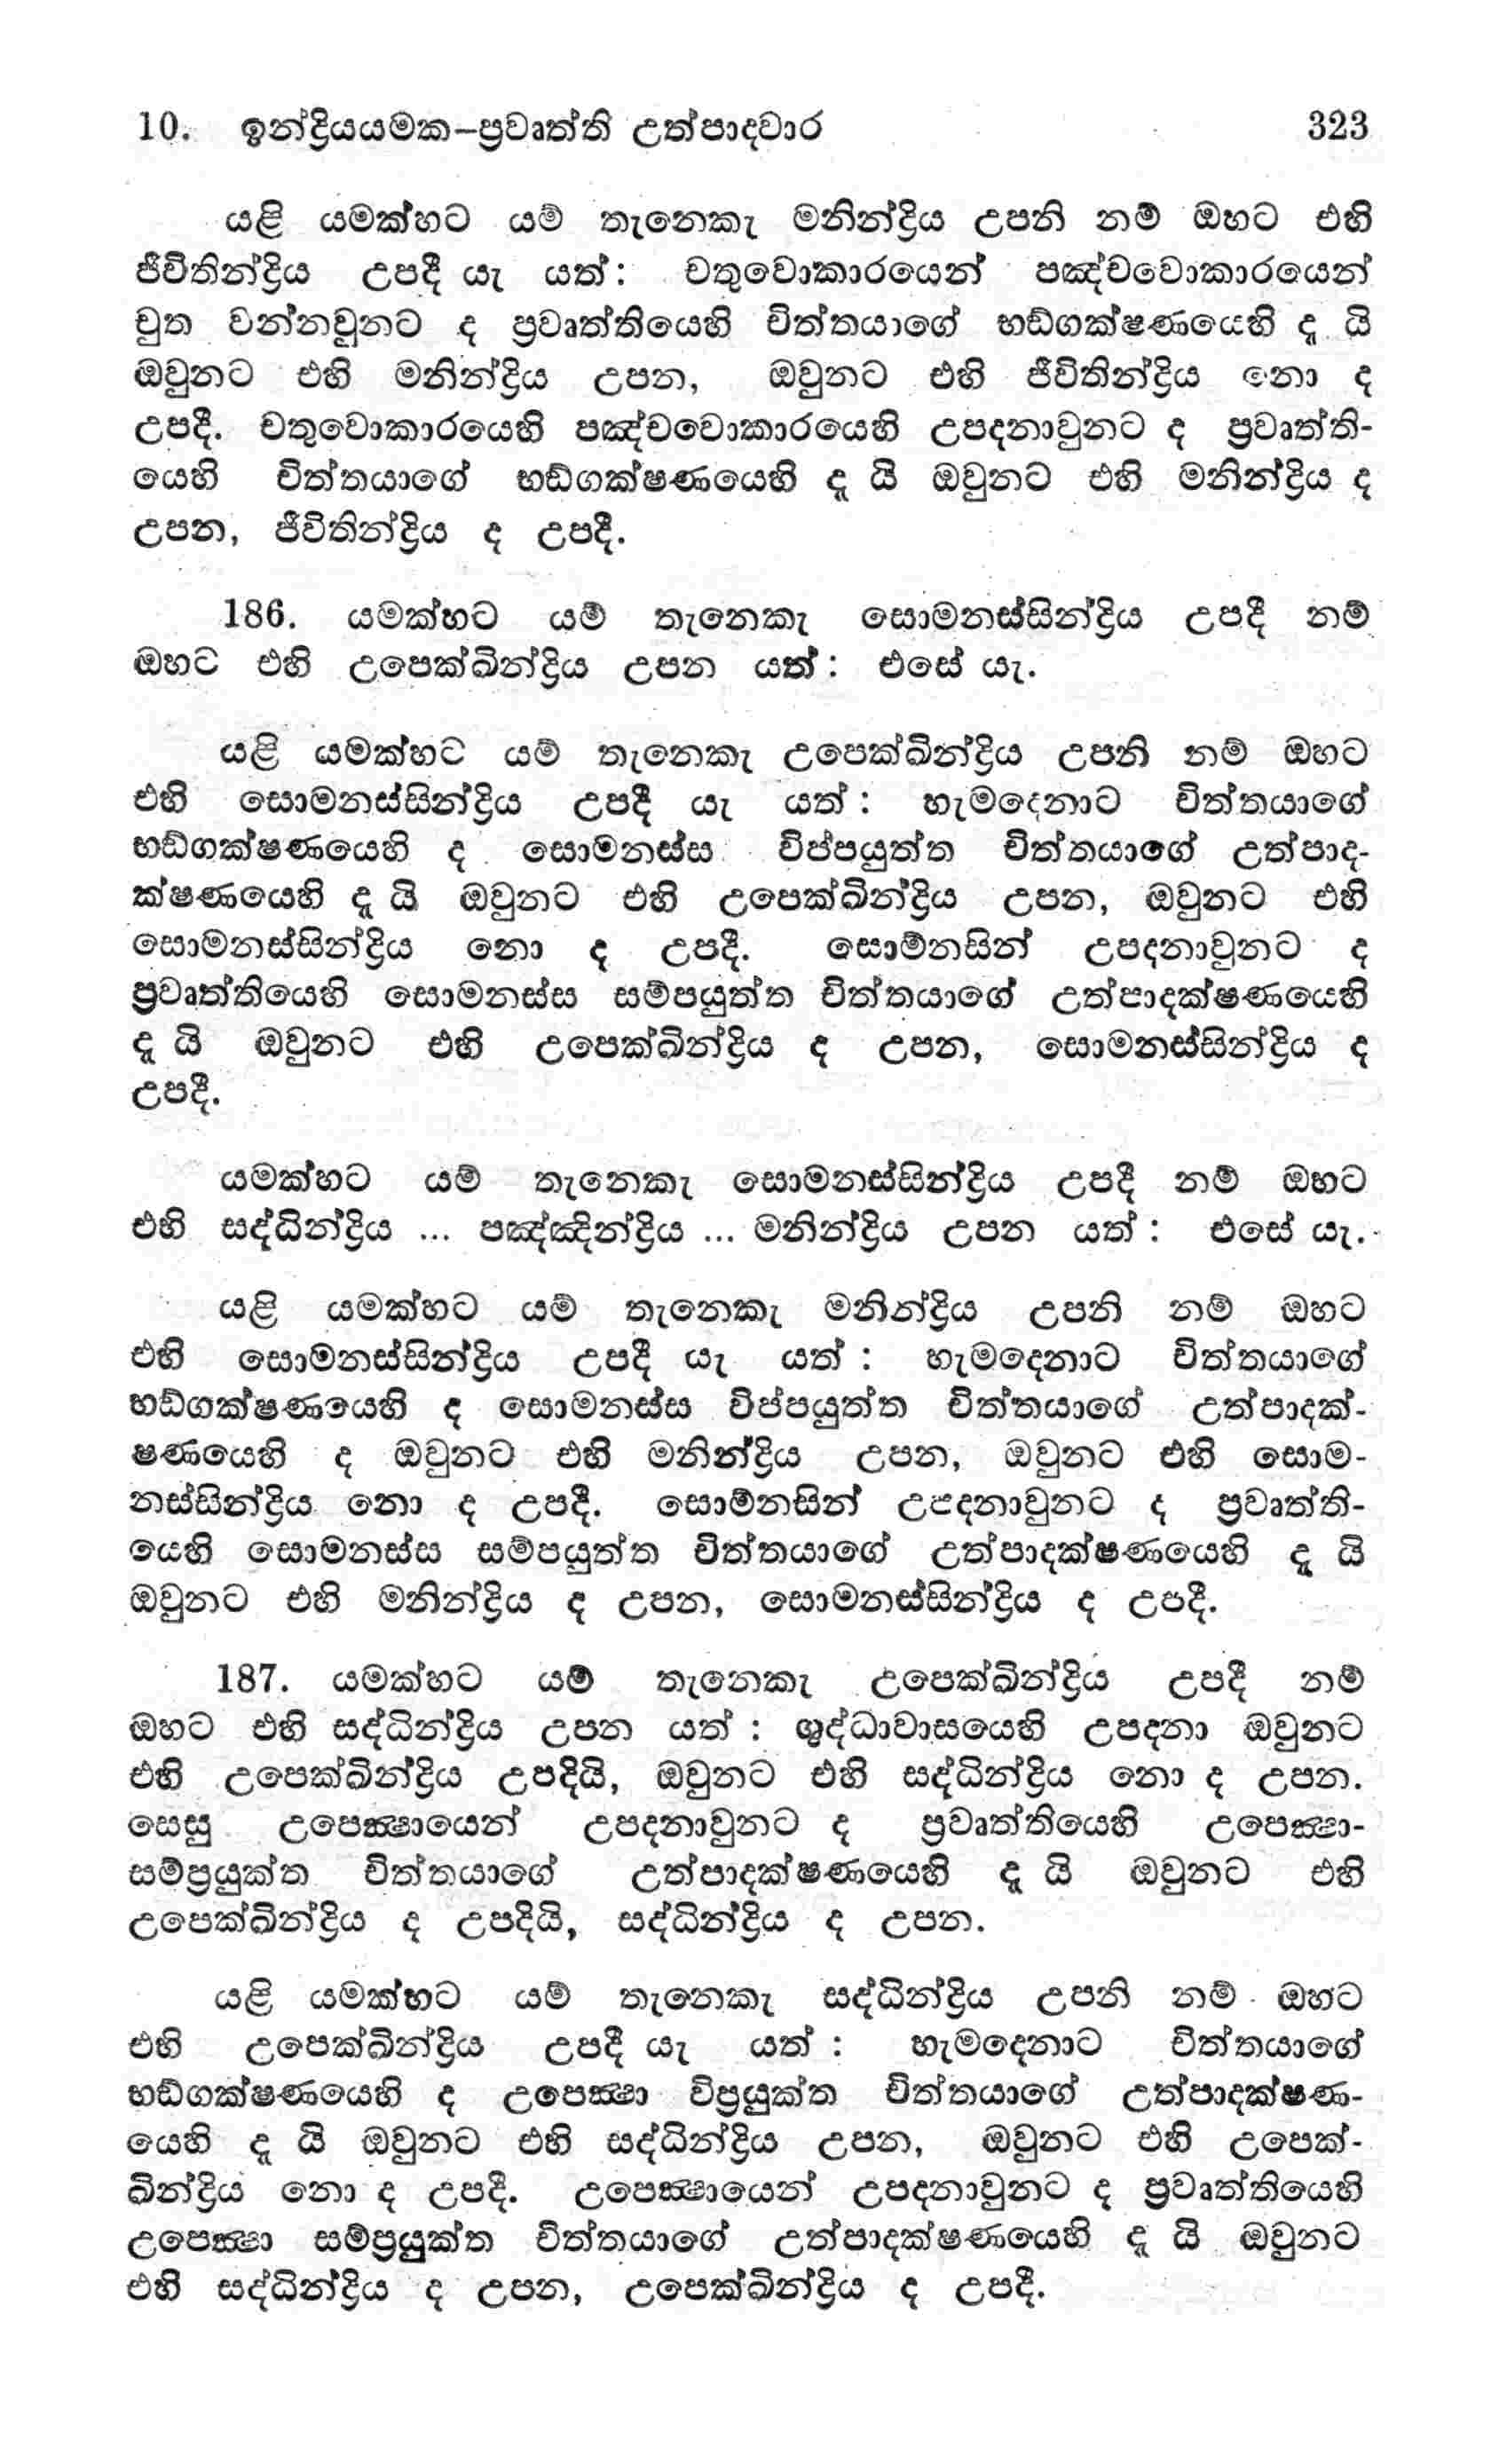 10. ඉන්ද්‍රියයමක–ප්‍රවෘත්ති උත්පාදවාර 323
යළි යමක්හට යම් තැනෙකැ මනින්ද්‍රිය උපනි නම් ඔහට එහි
ජීවිතින්ද්‍රිය උපදී යැ යත්: චතුවොකාරයෙන් පඤ්චවොකාරයෙන්
චුත වන්නවුනට ද ප්‍රවෘත්තියෙහි චිත්තයාගේ භඞ්ගක්ෂණයෙහි දැ යි
ඔවුනට එහි මනින්ද්‍රිය උපන, ඔවුනට එහි ජීවිතින්ද්‍රිය නො ද
උපදී. චතුවොකාරයෙහි පඤ්චවොකාරයෙහි උපදනාවුනට ද ප්‍රවෘත්ති-
යෙහි චිත්තයාගේ භඞ්ගක්ෂණයෙහි දැ යි ඔවුනට එහි මනින්ද්‍රිය ද
උපන, ජීවිතින්ද්‍රිය ද උපදී.
186. යමක්හට යම් තැනෙකැ සොමනස්සින්ද්‍රිය උපදී නම්
ඔහට එහි උපෙක්ඛින්ද්‍රිය උපන යත්: එසේ යැ.
යළි යමක්හට යම් තැනෙකැ උපෙක්ඛින්ද්‍රිය උපනි නම් ඔහට
එහි සොමනස්සින්ද්‍රිය උපදී යැ යත්: හැමදෙනාට චිත්තයාගේ
භඞ්ගක්ෂණයෙහි ද සොමනස්ස විප්පයුත්ත චිත්තයාගේ උත්පාද-
ක්ෂණයෙහි දැ යි ඔවුනට එහි උපෙක්ඛින්ද්‍රිය උපන, ඔවුනට එහි
සොමනස්සින්ද්‍රිය නො ද උපදී. සොම්නසින් උපදනාවුනට ද
ප්‍රවෘත්තියෙහි සොමනස්ස සම්පයුත්ත චිත්තයාගේ උත්පාදක්ෂණයෙහි
දැ යි ඔවුනට එහි උපෙක්ඛින්ද්‍රිය ද උපන, සොමනස්සින්ද්‍රිය ද
උපදී.
යමක්හට යම් තැනෙකැ සොමනස්සින්ද්‍රිය උපදී නම් ඔහට
එහි සද්ධින්ද්‍රිය ... පඤ්ඤින්ද්‍රිය ... මනින්ද්‍රිය උපන යත්: එසේ යැ.
යළි යමක්හට යම් තැනෙකැ මනින්ද්‍රිය උපනි නම් ඔහට
එහි සොමනස්සින්ද්‍රිය උපදී යැ යත්: හැමදෙනාට චිත්තයාගේ
භඞ්ගක්ෂණයෙහි ද සොමනස්ස විප්පයුත්ත චිත්තයාගේ උත්පාදක්-
ෂණයෙහි ද ඔවුනට එහි මනින්ද්‍රිය උපන, ඔවුනට එහි සොම-
නස්සින්ද්‍රිය නො ද උපදී. සොම්නසින් උපදනාවුනට ද ප්‍රවෘත්ති-
යෙහි සොමනස්ස සම්පයුත්ත චිත්තයාගේ උත්පාදක්ෂණයෙහි දැ යි
ඔවුනට එහි මනින්ද්‍රිය ද උපන, සොමනස්සින්ද්‍රිය ද උපදී.
187. යමක්හට යම් තැනෙකැ උපෙක්ඛින්ද්‍රිය උපදී නම්
ඔහට එහි සද්ධින්ද්‍රිය උපන යත්: ශුද්ධාවාසයෙහි උපදනා ඔවුනට
එහි උපෙක්ඛින්ද්‍රිය උපදියි, ඔවුනට එහි සද්ධින්ද්‍රිය නො ද උපන.
සෙසු උපෙක්‍ෂායෙන් උපදනාවුනට ද ප්‍රවෘත්තියෙහි උපෙක්‍ෂා-
සම්ප්‍රයුක්ත චිත්තයාගේ උත්පාදක්ෂණයෙහි දැ යි ඔවුනට එහි
උපෙක්ඛින්ද්‍රිය ද උපදියි, සද්ධින්ද්‍රිය ද උපන.
යළි යමක්හට යම් තැනෙකැ සද්ධින්ද්‍රිය උපනි නම් ඔහට
එහි උපෙක්ඛින්ද්‍රිය උපදී යැ යත්: හැමදෙනාට චිත්තයාගේ
භඞ්ගක්ෂණයෙහි ද උපෙක්‍ෂා විප්‍රයුක්ත චිත්තයාගේ උත්පාදක්ෂණ-
යෙහි දැ යි ඔවුනට එහි සද්ධින්ද්‍රිය උපන, ඔවුනට එහි උපෙක්-
ඛින්ද්‍රිය නො ද උපදී. උපෙක්‍ෂායෙන් උපදනාවුනට ද ප්‍රවෘත්තියෙහි
උපෙක්‍ෂා සම්ප්‍රයුක්ත චිත්තයාගේ උත්පාදක්ෂණයෙහි දැ යි ඔවුනට
එහි සද්ධින්ද්‍රිය ද උපන, උපෙක්ඛින්ද්‍රිය ද උපදී.